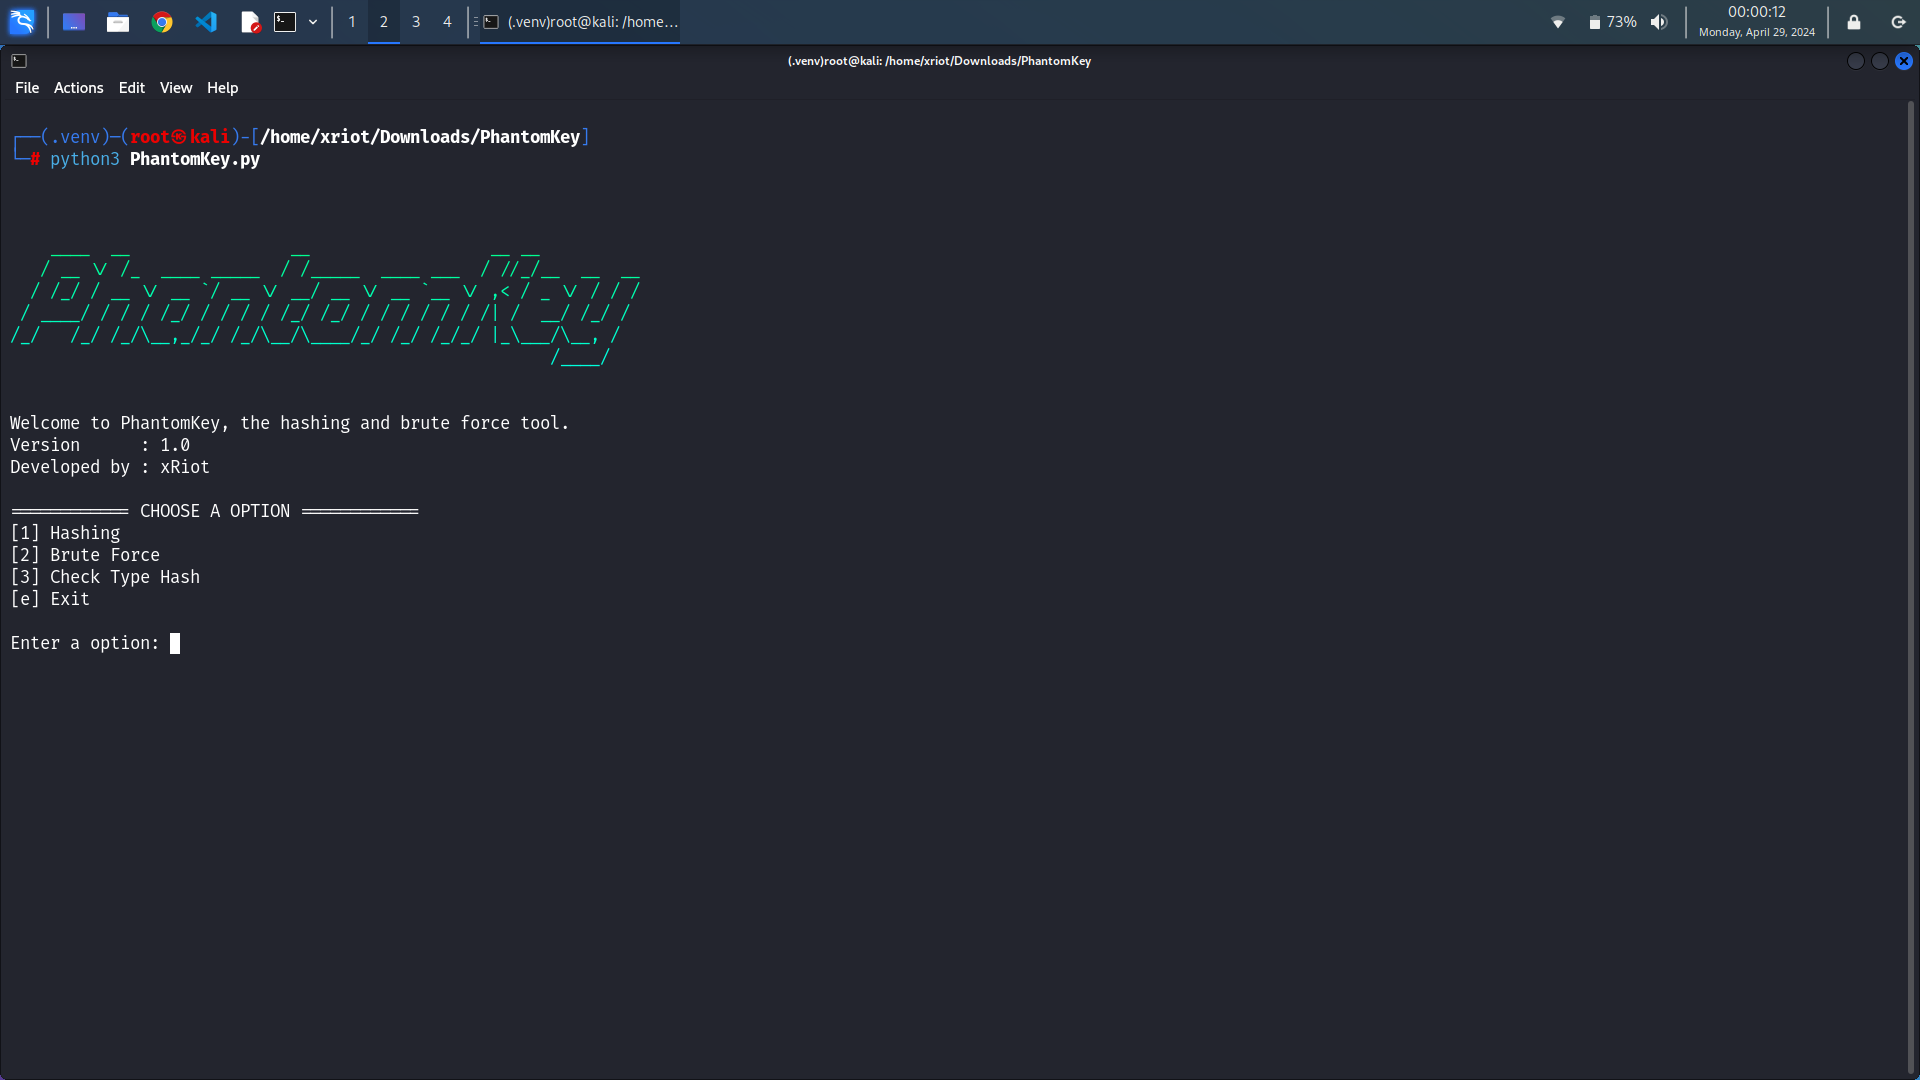 1 2 3 4 (.venv)root@kali: /home... 73% 00:00:12
Monday, April 29, 2024
(.venv)root@kali: /home/xriot/Downloads/PhantomKey
File Actions Edit View Help
(.venv)-(root㉿kali)-[/home/xriot/Downloads/PhantomKey]
# python3 PhantomKey.py
PhantomKey
Welcome to PhantomKey, the hashing and brute force tool.
Version : 1.0
Developed by : xRiot
============ CHOOSE A OPTION ============
[1] Hashing
[2] Brute Force
[3] Check Type Hash
[e] Exit
Enter a option: